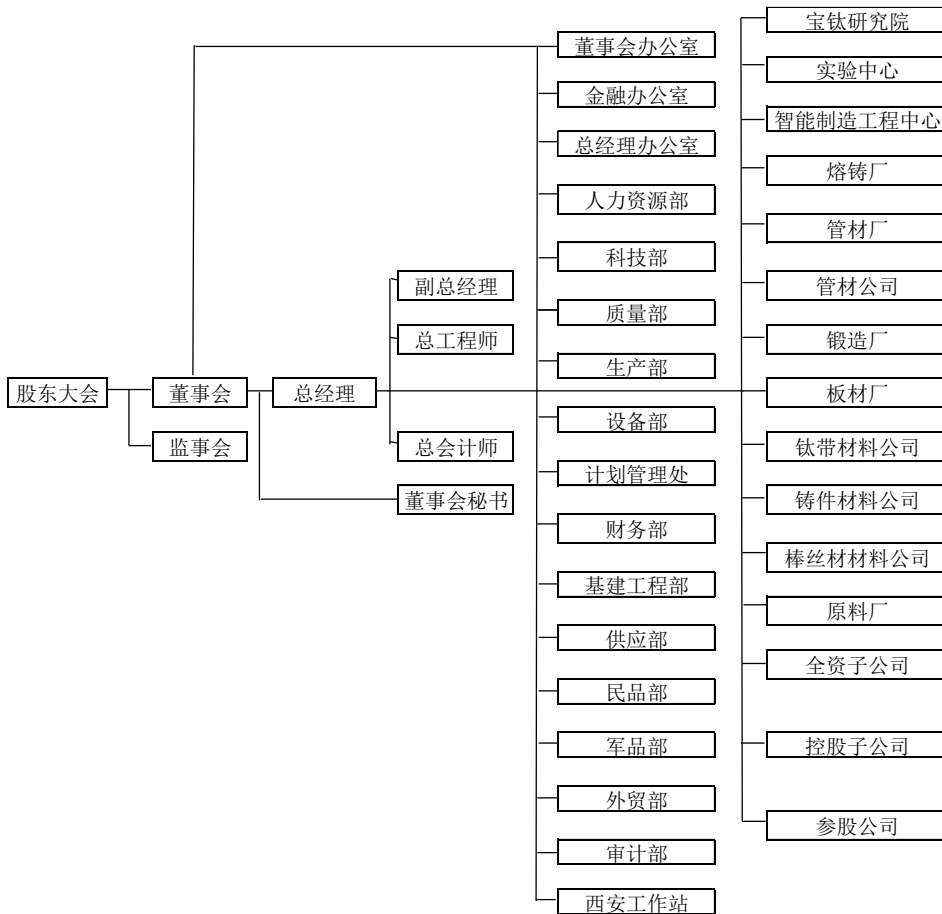 股东大会
董事会
监事会
总经理
副总经理
总工程师
总会计师
董事会秘书
董事会办公室
金融办公室
总经理办公室
人力资源部
科技部
质量部
生产部
设备部
计划管理处
财务部
基建工程部
供应部
民品部
军品部
外贸部
审计部
西安工作站
宝钛研究院
实验中心
智能制造工程中心
熔铸厂
管材厂
管材公司
锻造厂
板材厂
钛带材料公司
铸件材料公司
棒丝材材料公司
原料厂
全资子公司
控股子公司
参股公司